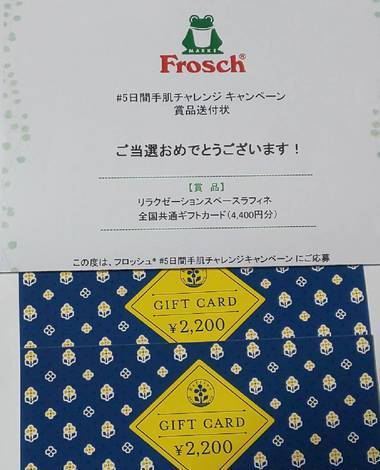 MARKE
Frosch®
#5日間手肌チャレンジ キャンペーン
賞品送付状
ご当選おめでとうございます!
【賞 品】
リラクゼーションスペースラフィネ
全国共通ギフトカード(4,400円分)
この度は、フロッシュ® #5日間手肌チャレンジキャンペーン にご応募
GIFT CARD
¥2,200
GIFT CARD
¥2,200